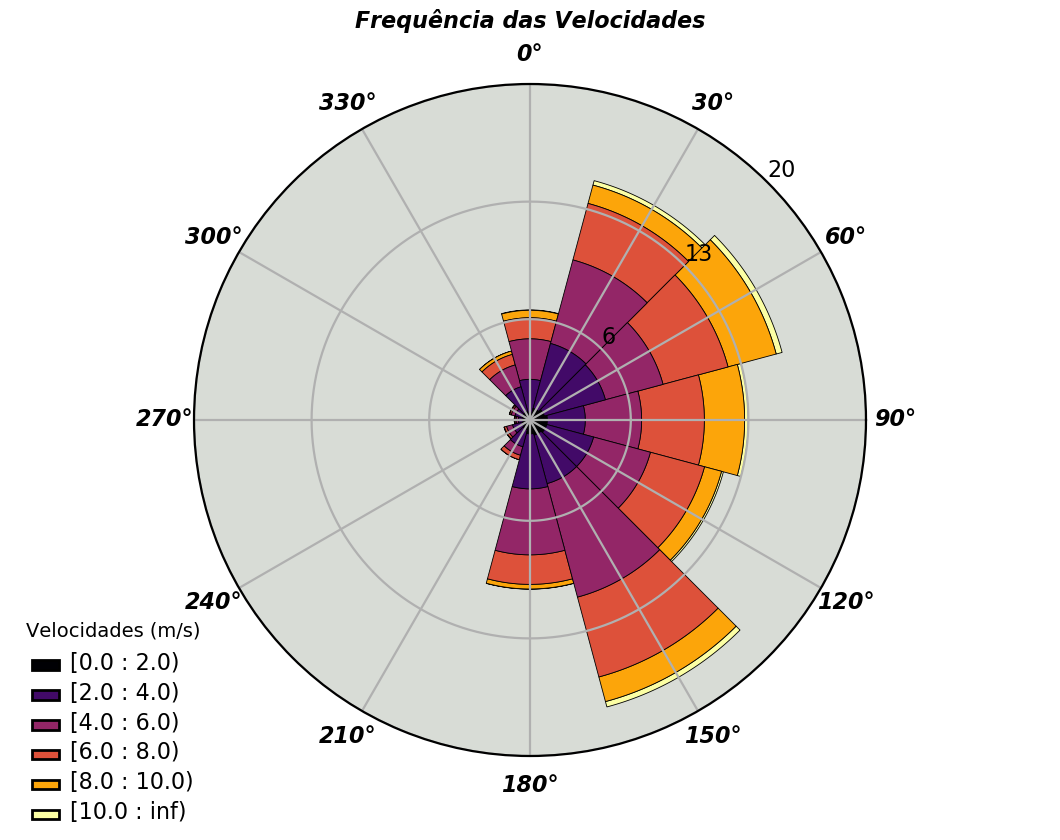 Frequência das Velocidades
0°
330°
30°
20
300°
60°
13
6
270°
90°
240°
120°
210°
150°
180°
Velocidades (m/s)
[0.0 : 2.0)
[2.0 : 4.0)
[4.0 : 6.0)
[6.0 : 8.0)
[8.0 : 10.0)
[10.0 : inf)